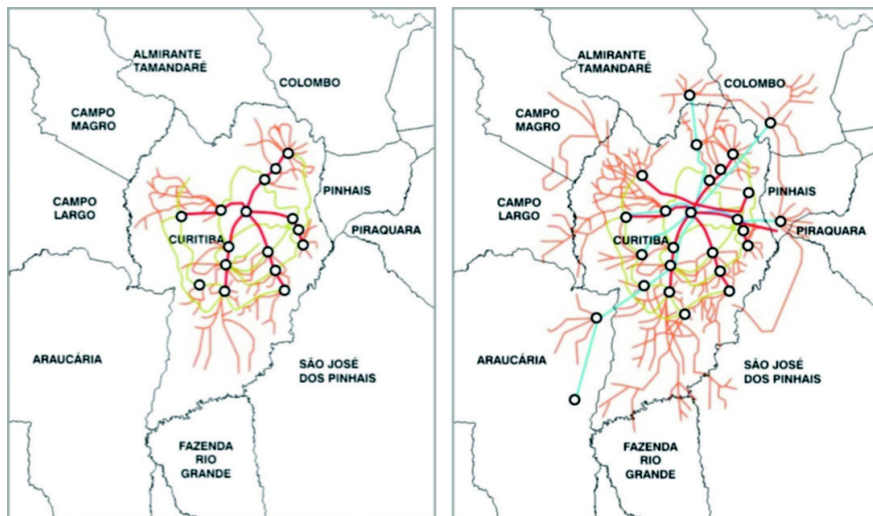 ALMIRANTE
TAMANDARÉ
COLOMBO
CAMPO
MAGRO
CAMPO
LARGO
PINHAIS
PIRAQUARA
CURITIBA
ARAUCÁRIA
SÃO JOSÉ
DOS PINHAIS
FAZENDA
RIO
GRANDE
ALMIRANTE
TAMANDARÉ
COLOMBO
CAMPO
MAGRO
CAMPO
LARGO
PINHAIS
PIRAQUARA
CURITIBA
ARAUCÁRIA
SÃO JOSÉ
DOS PINHAIS
FAZENDA
RIO
GRANDE